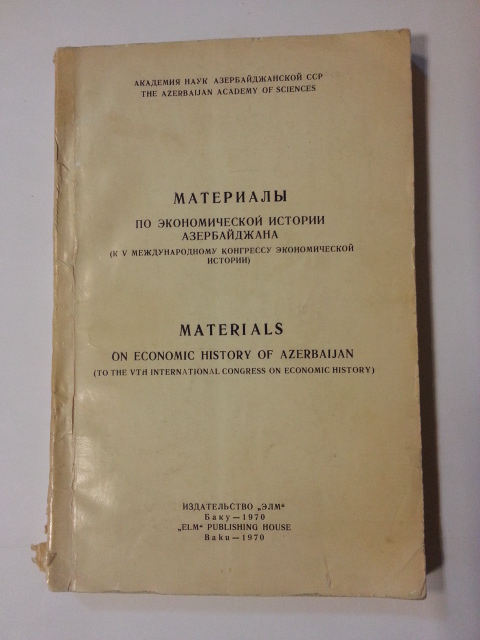 АКАДЕМИЯ НАУК АЗЕРБАЙДЖАНСКОЙ ССР
THE AZERBAIJAN ACADEMY OF SCIENCES
МАТЕРИАЛЫ
ПО ЭКОНОМИЧЕСКОЙ ИСТОРИИ
АЗЕРБАЙДЖАНА
(К V МЕЖДУНАРОДНОМУ КОНГРЕССУ ЭКОНОМИЧЕСКОЙ
ИСТОРИИ)
MATERIALS
ON ECONOMIC HISTORY OF AZERBAIJAN
(TO THE VTH INTERNATIONAL CONGRESS ON ECONOMIC HISTORY)
ИЗДАТЕЛЬСТВО „ЭЛМ“
Баку—1970
„ELM“ PUBLISHING HOUSE
Baku—1970